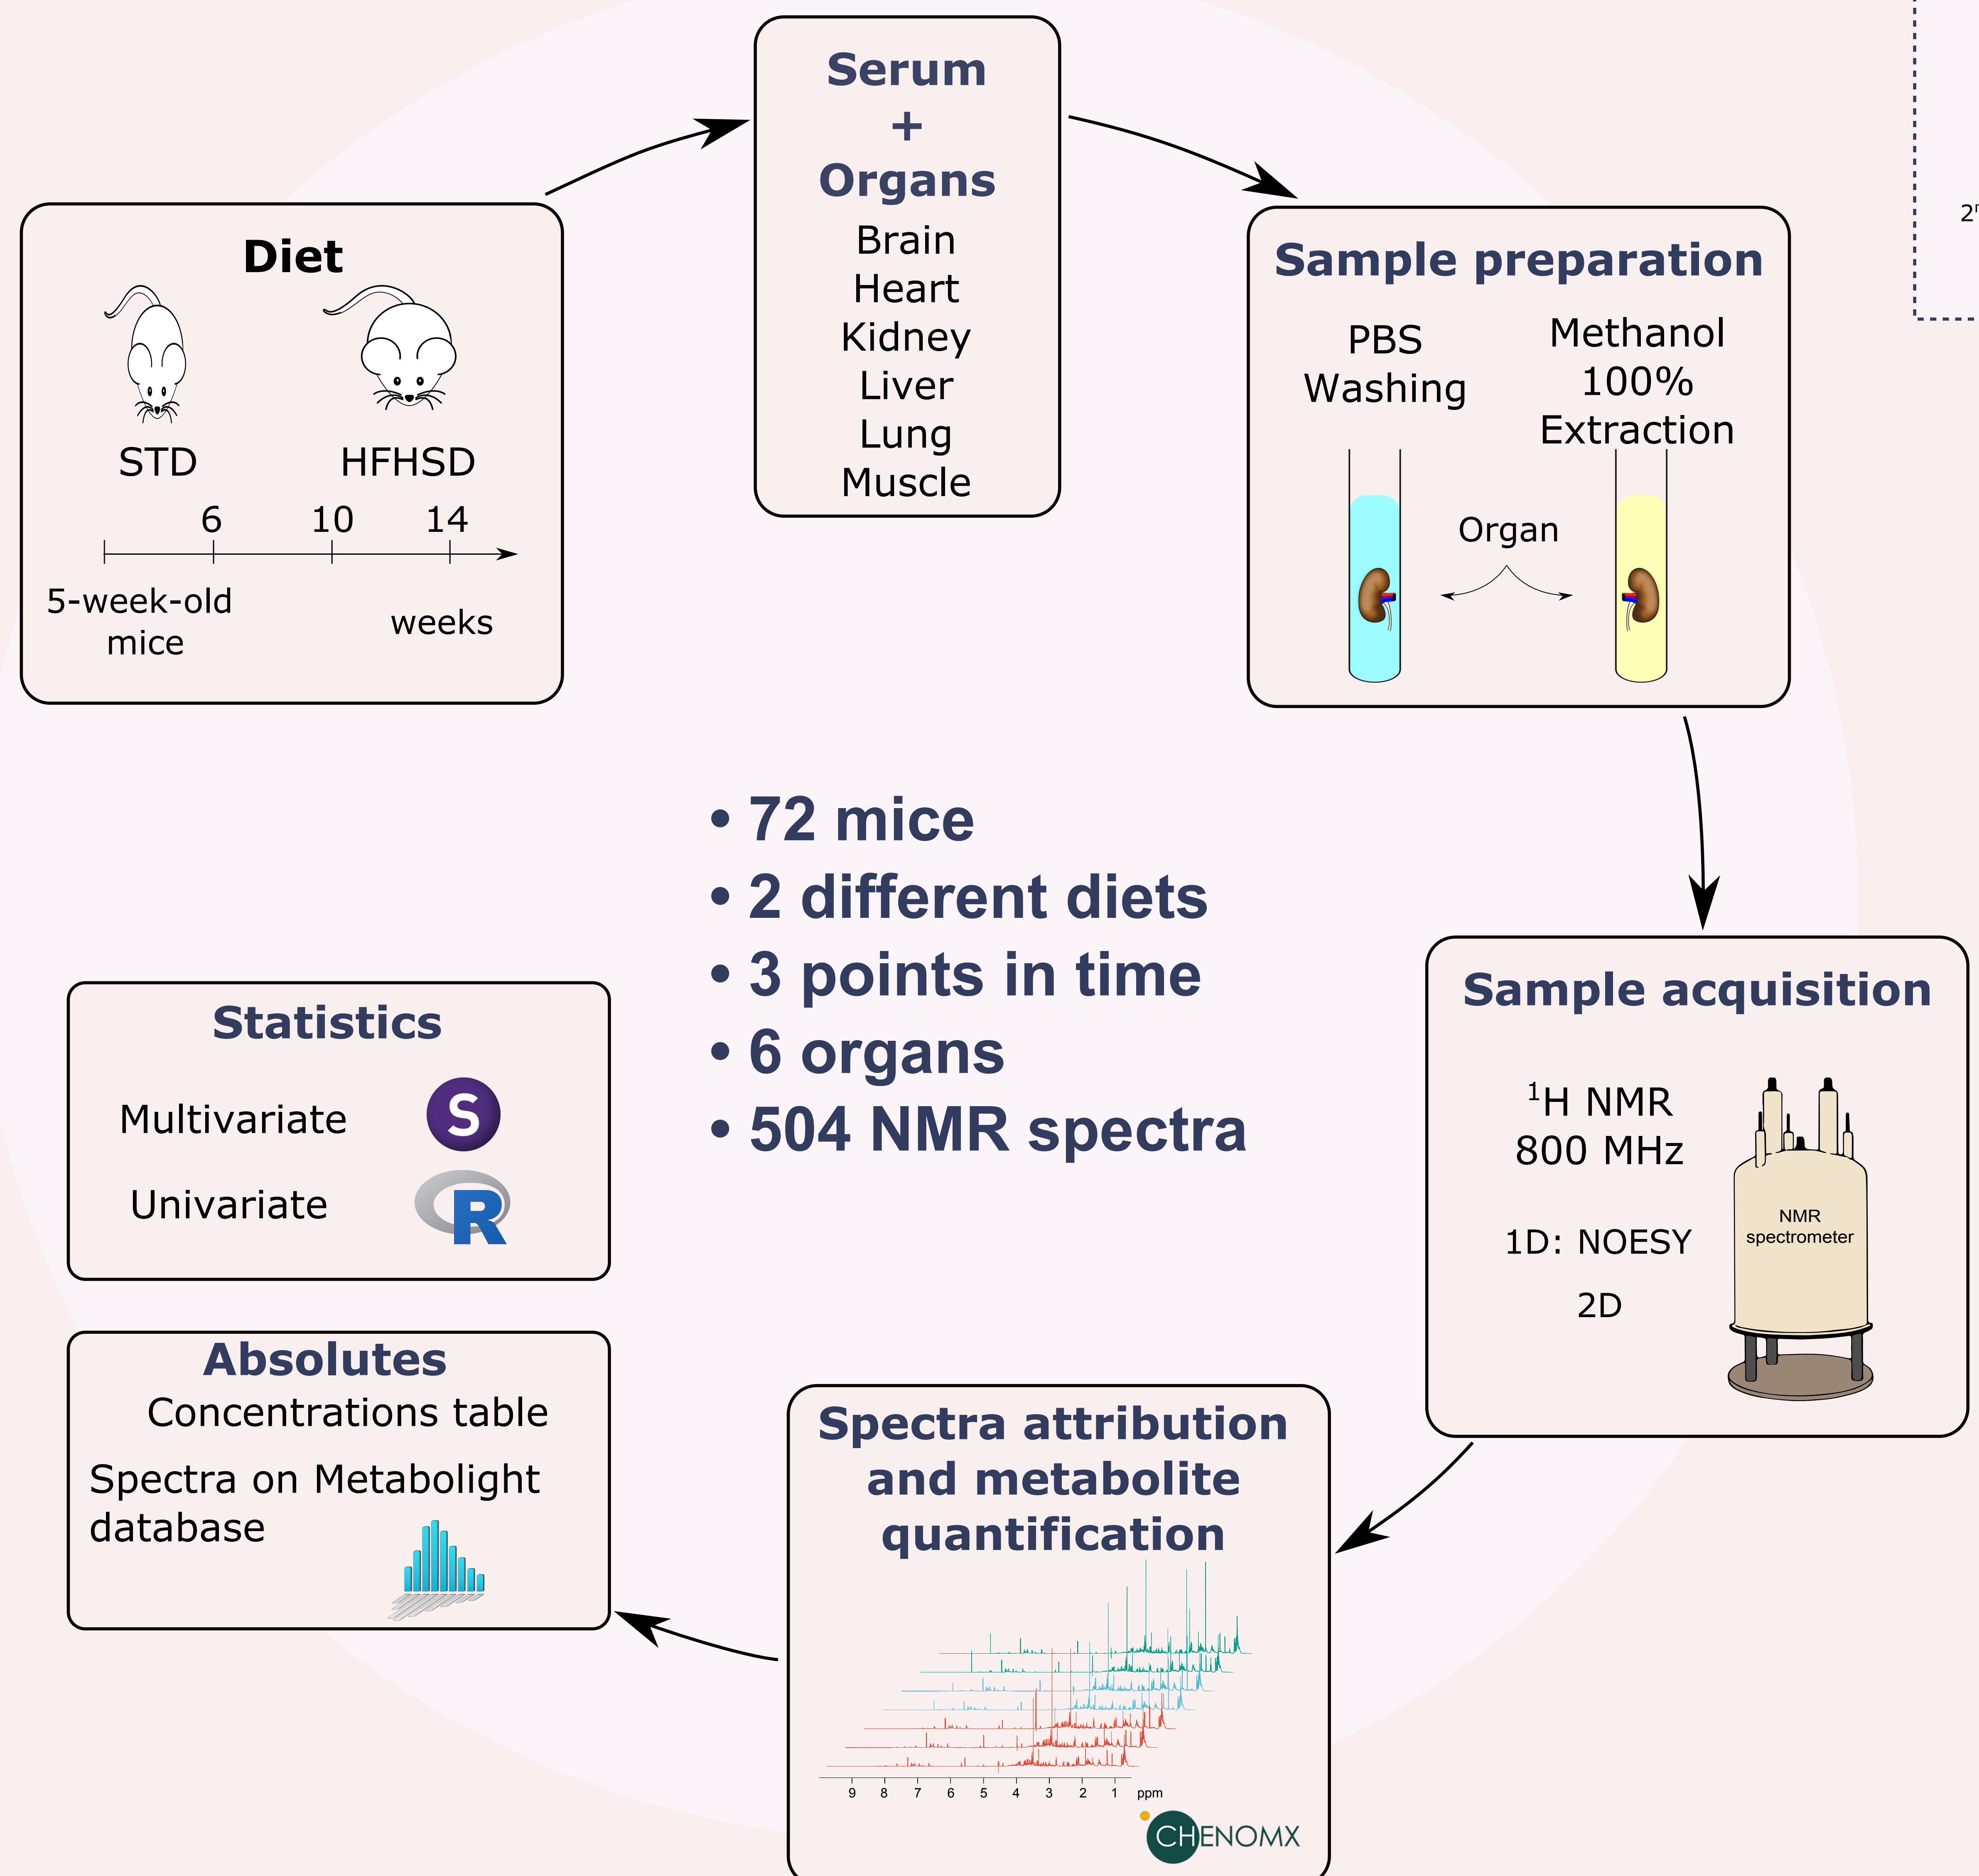 Serum
+
Organs
Brain
Heart
Kidney
Liver
Lung
Muscle
Diet
STD HFHSD
6 10 14
5-week-old
mice
weeks
Sample preparation
PBS
Washing
Methanol
100%
Extraction
Organ
• 72 mice
• 2 different diets
• 3 points in time
• 6 organs
• 504 NMR spectra
Sample acquisition
¹H NMR
800 MHz
1D: NOESY
2D
NMR
spectrometer
Spectra attribution
and metabolite
quantification
9 8 7 6 5 4 3 2 1 ppm
CHENOMX
Statistics
Multivariate
S
Univariate
R
Absolutes
Concentrations table
Spectra on Metabolight
database